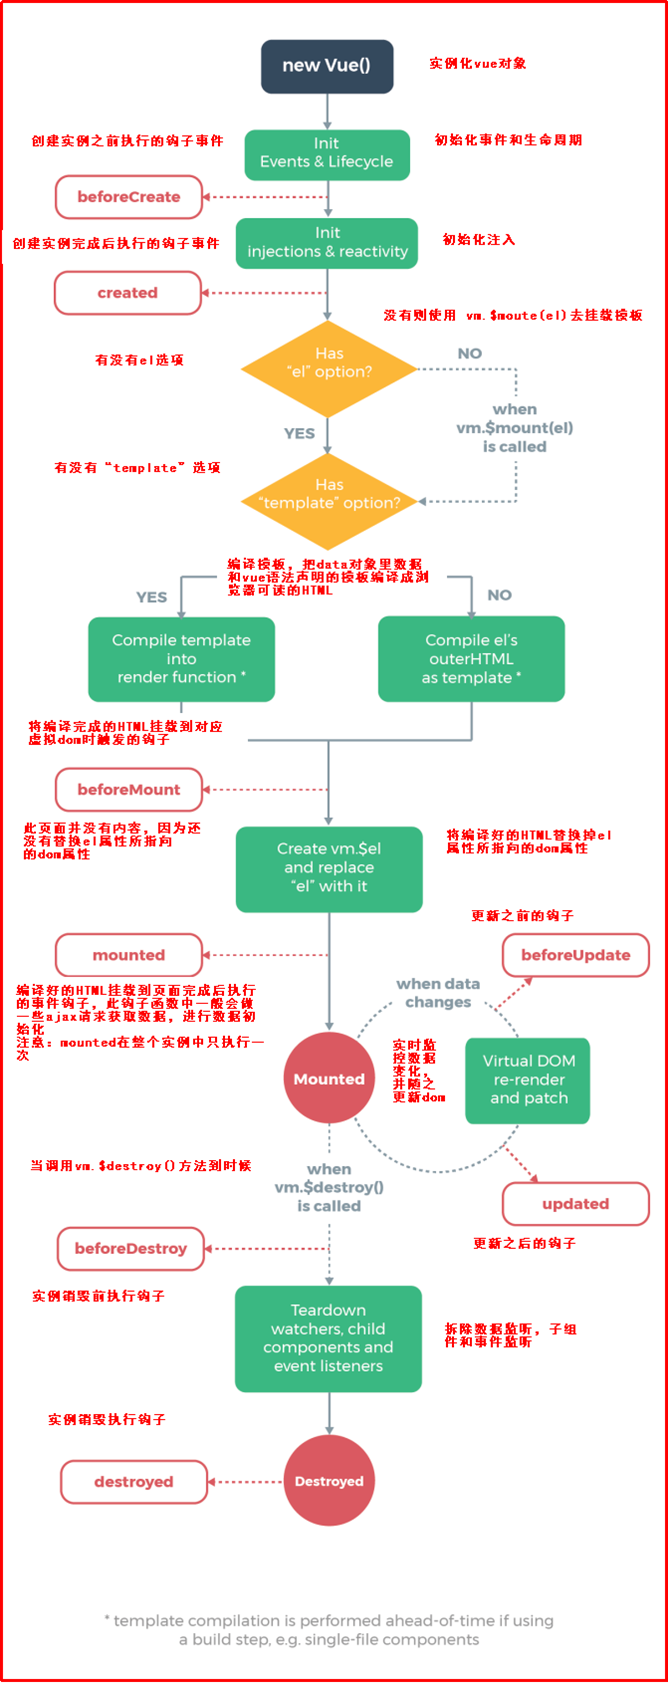 new Vue()
实例化vue对象
创建实例之前执行的钩子事件
Init
Events & Lifecycle
初始化事件和生命周期
beforeCreate
创建实例完成后执行的钩子事件
Init
injections & reactivity
初始化注入
created
没有则使用 vm.$moute(el)去挂载模板
有没有el选项
Has
“el” option?
NO
when
vm.$mount(el)
is called
YES
有没有“template”选项
Has
“template” option?
编译模板，把data对象里数据
和vue语法声明的模板编译成浏
览器可读的HTML
YES
NO
Compile template
into
render function *
Compile el’s
outerHTML
as template *
将编译完成的HTML挂载到对应
虚拟dom时触发的钩子
beforeMount
此页面并没有内容，因为还
没有替换el属性所指向
的dom属性
Create vm.$el
and replace
“el” with it
将编译好的HTML替换掉el
属性所指向的dom属性
更新之前的钩子
mounted
beforeUpdate
编译好的HTML挂载到页面完成后执行
的事件钩子，此钩子函数中一般会做
一些ajax请求获取数据，进行数据初
始化
注意：mounted在整个实例中只执行一
次
when data
changes
Mounted
实时监
控数据
变化，
并随之
更新dom
Virtual DOM
re-render
and patch
当调用vm.$destroy()方法到时候
when
vm.$destroy()
is called
updated
更新之后的钩子
beforeDestroy
实例销毁前执行钩子
Teardown
watchers, child
components and
event listeners
拆除数据监听，子组
件和事件监听
实例销毁执行钩子
destroyed
Destroyed
* template compilation is performed ahead-of-time if using
a build step, e.g. single-file components